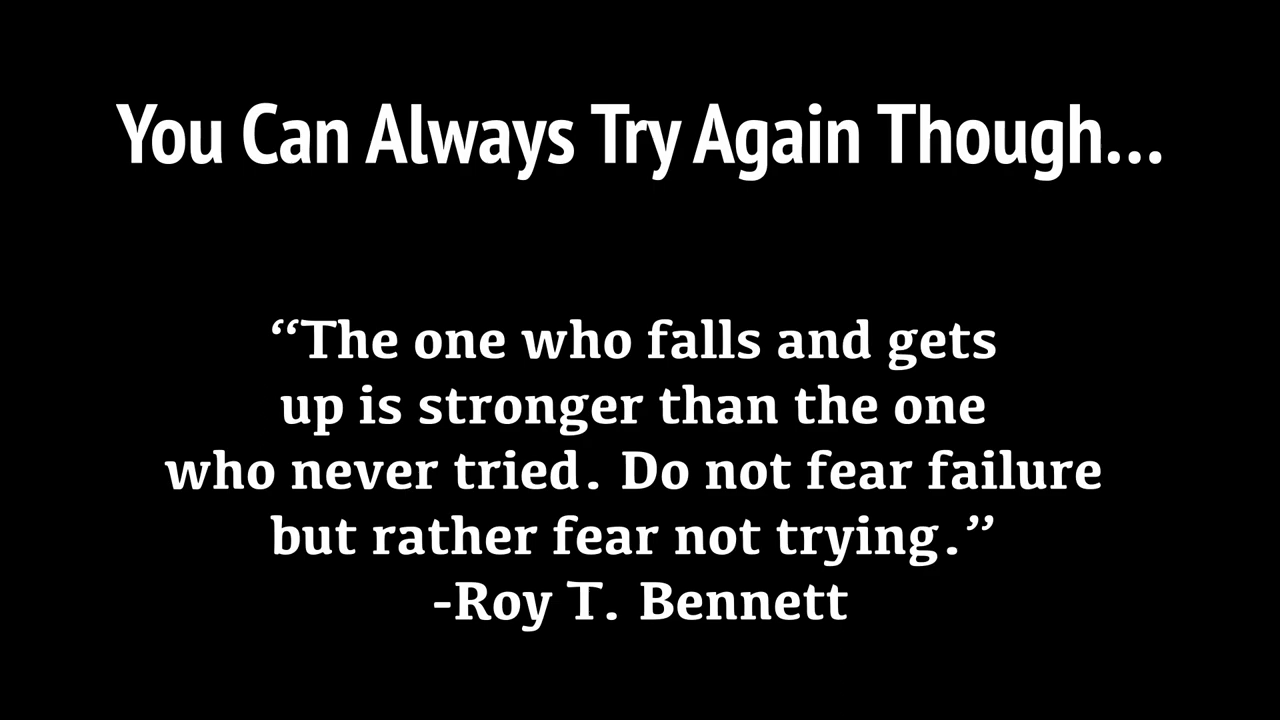 You Can Always Try Again Though...
“The one who falls and gets
up is stronger than the one
who never tried. Do not fear failure
but rather fear not trying.”
-Roy T. Bennett